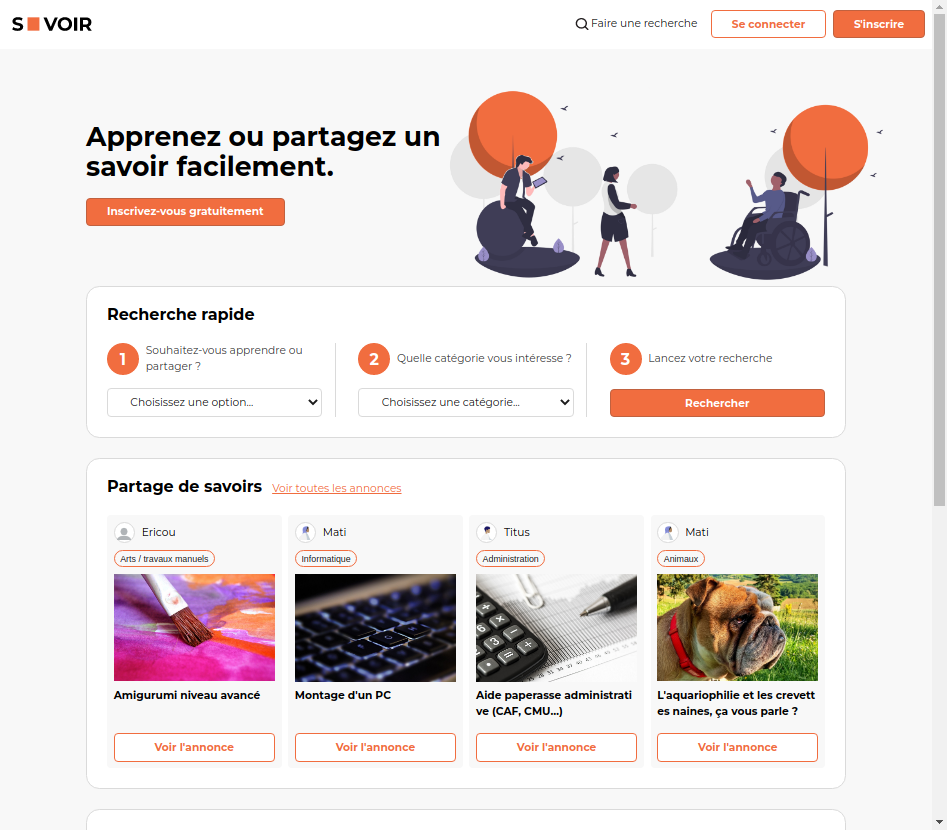 S VOIR
Faire une recherche
Se connecter
S'inscrire
Apprenez ou partagez un
savoir facilement.
Inscrivez-vous gratuitement
Recherche rapide
1
Souhaitez-vous apprendre ou
partager ?
Choisissez une option...
2
Quelle catégorie vous intéresse ?
Choisissez une catégorie...
3
Lancez votre recherche
Rechercher
Partage de savoirs
Voir toutes les annonces
Ericou
Arts / travaux manuels
Amigurumi niveau avancé
Voir l'annonce
Mati
Informatique
Montage d'un PC
Voir l'annonce
Titus
Administration
Aide paperasse administrati
ve (CAF, CMU...)
Voir l'annonce
Mati
Animaux
L'aquariophilie et les crevett
es naines, ça vous parle ?
Voir l'annonce